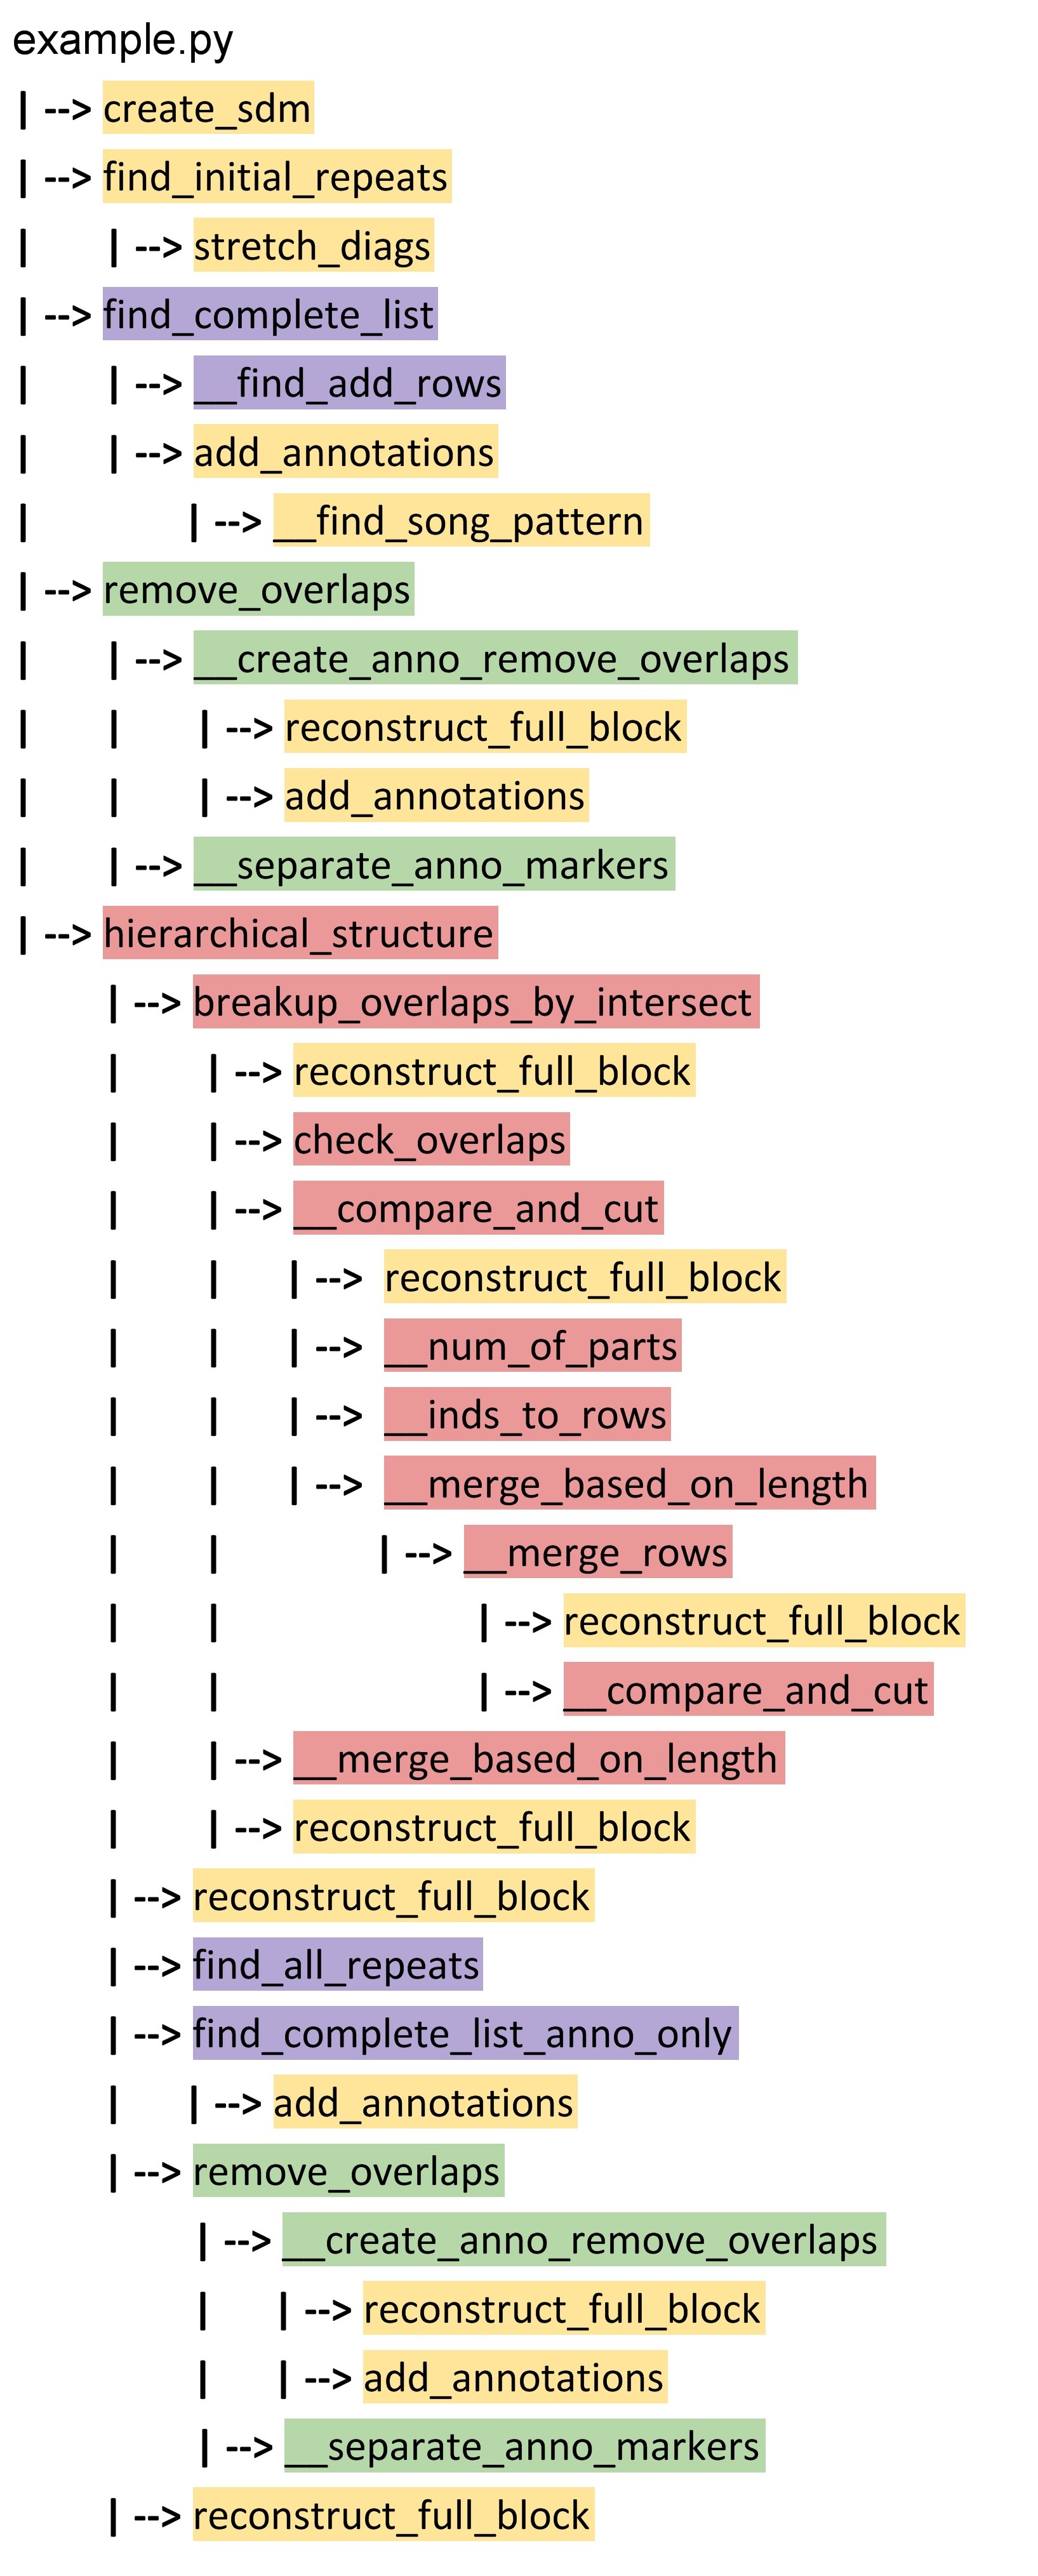 example.py
| --> create_sdm
| --> find_initial_repeats
| | --> stretch_diags
| --> find_complete_list
| | --> __find_add_rows
| | --> add_annotations
| | --> __find_song_pattern
| --> remove_overlaps
| | --> __create_anno_remove_overlaps
| | | --> reconstruct_full_block
| | | --> add_annotations
| | --> __separate_anno_markers
| --> hierarchical_structure
| --> breakup_overlaps_by_intersect
| | --> reconstruct_full_block
| | --> check_overlaps
| | --> __compare_and_cut
| | | --> reconstruct_full_block
| | | --> __num_of_parts
| | | --> __inds_to_rows
| | | --> __merge_based_on_length
| | | --> __merge_rows
| | | --> reconstruct_full_block
| | | --> __compare_and_cut
| | --> __merge_based_on_length
| | --> reconstruct_full_block
| --> reconstruct_full_block
| --> find_all_repeats
| --> find_complete_list_anno_only
| | --> add_annotations
| --> remove_overlaps
| --> __create_anno_remove_overlaps
| | --> reconstruct_full_block
| | --> add_annotations
| --> __separate_anno_markers
| --> reconstruct_full_block